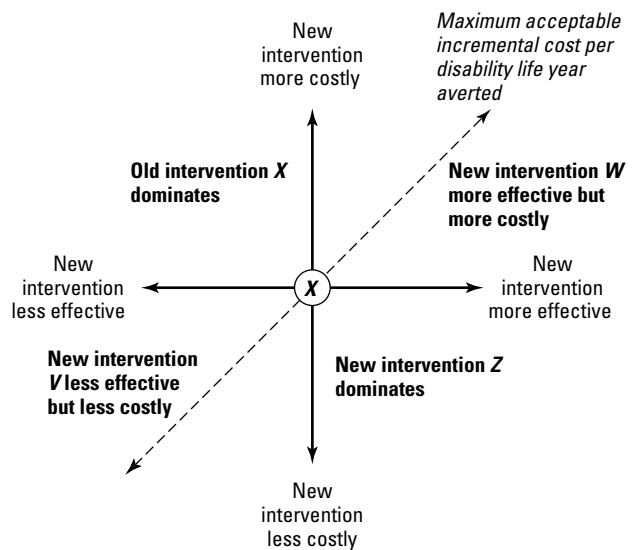 New
intervention
more costly
Maximum acceptable
incremental cost per
disability life year
averted
Old intervention X
dominates
New intervention W
more effective but
more costly
New
intervention
less effective
X
New
intervention
more effective
New intervention
V less effective
but less costly
New intervention Z
dominates
New
intervention
less costly